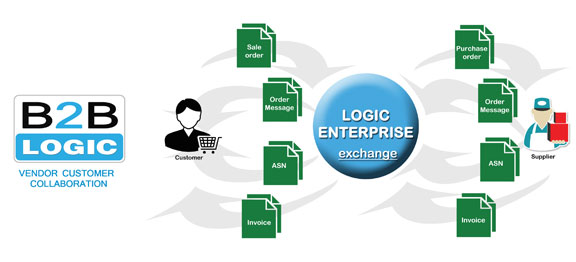 B2B
LOGIC
VENDOR CUSTOMER
COLLABORATION
Customer
Sale
order
Order
Message
ASN
Invoice
LOGIC
ENTERPRISE
exchange
Purchase
order
Order
Message
ASN
Invoice
Supplier